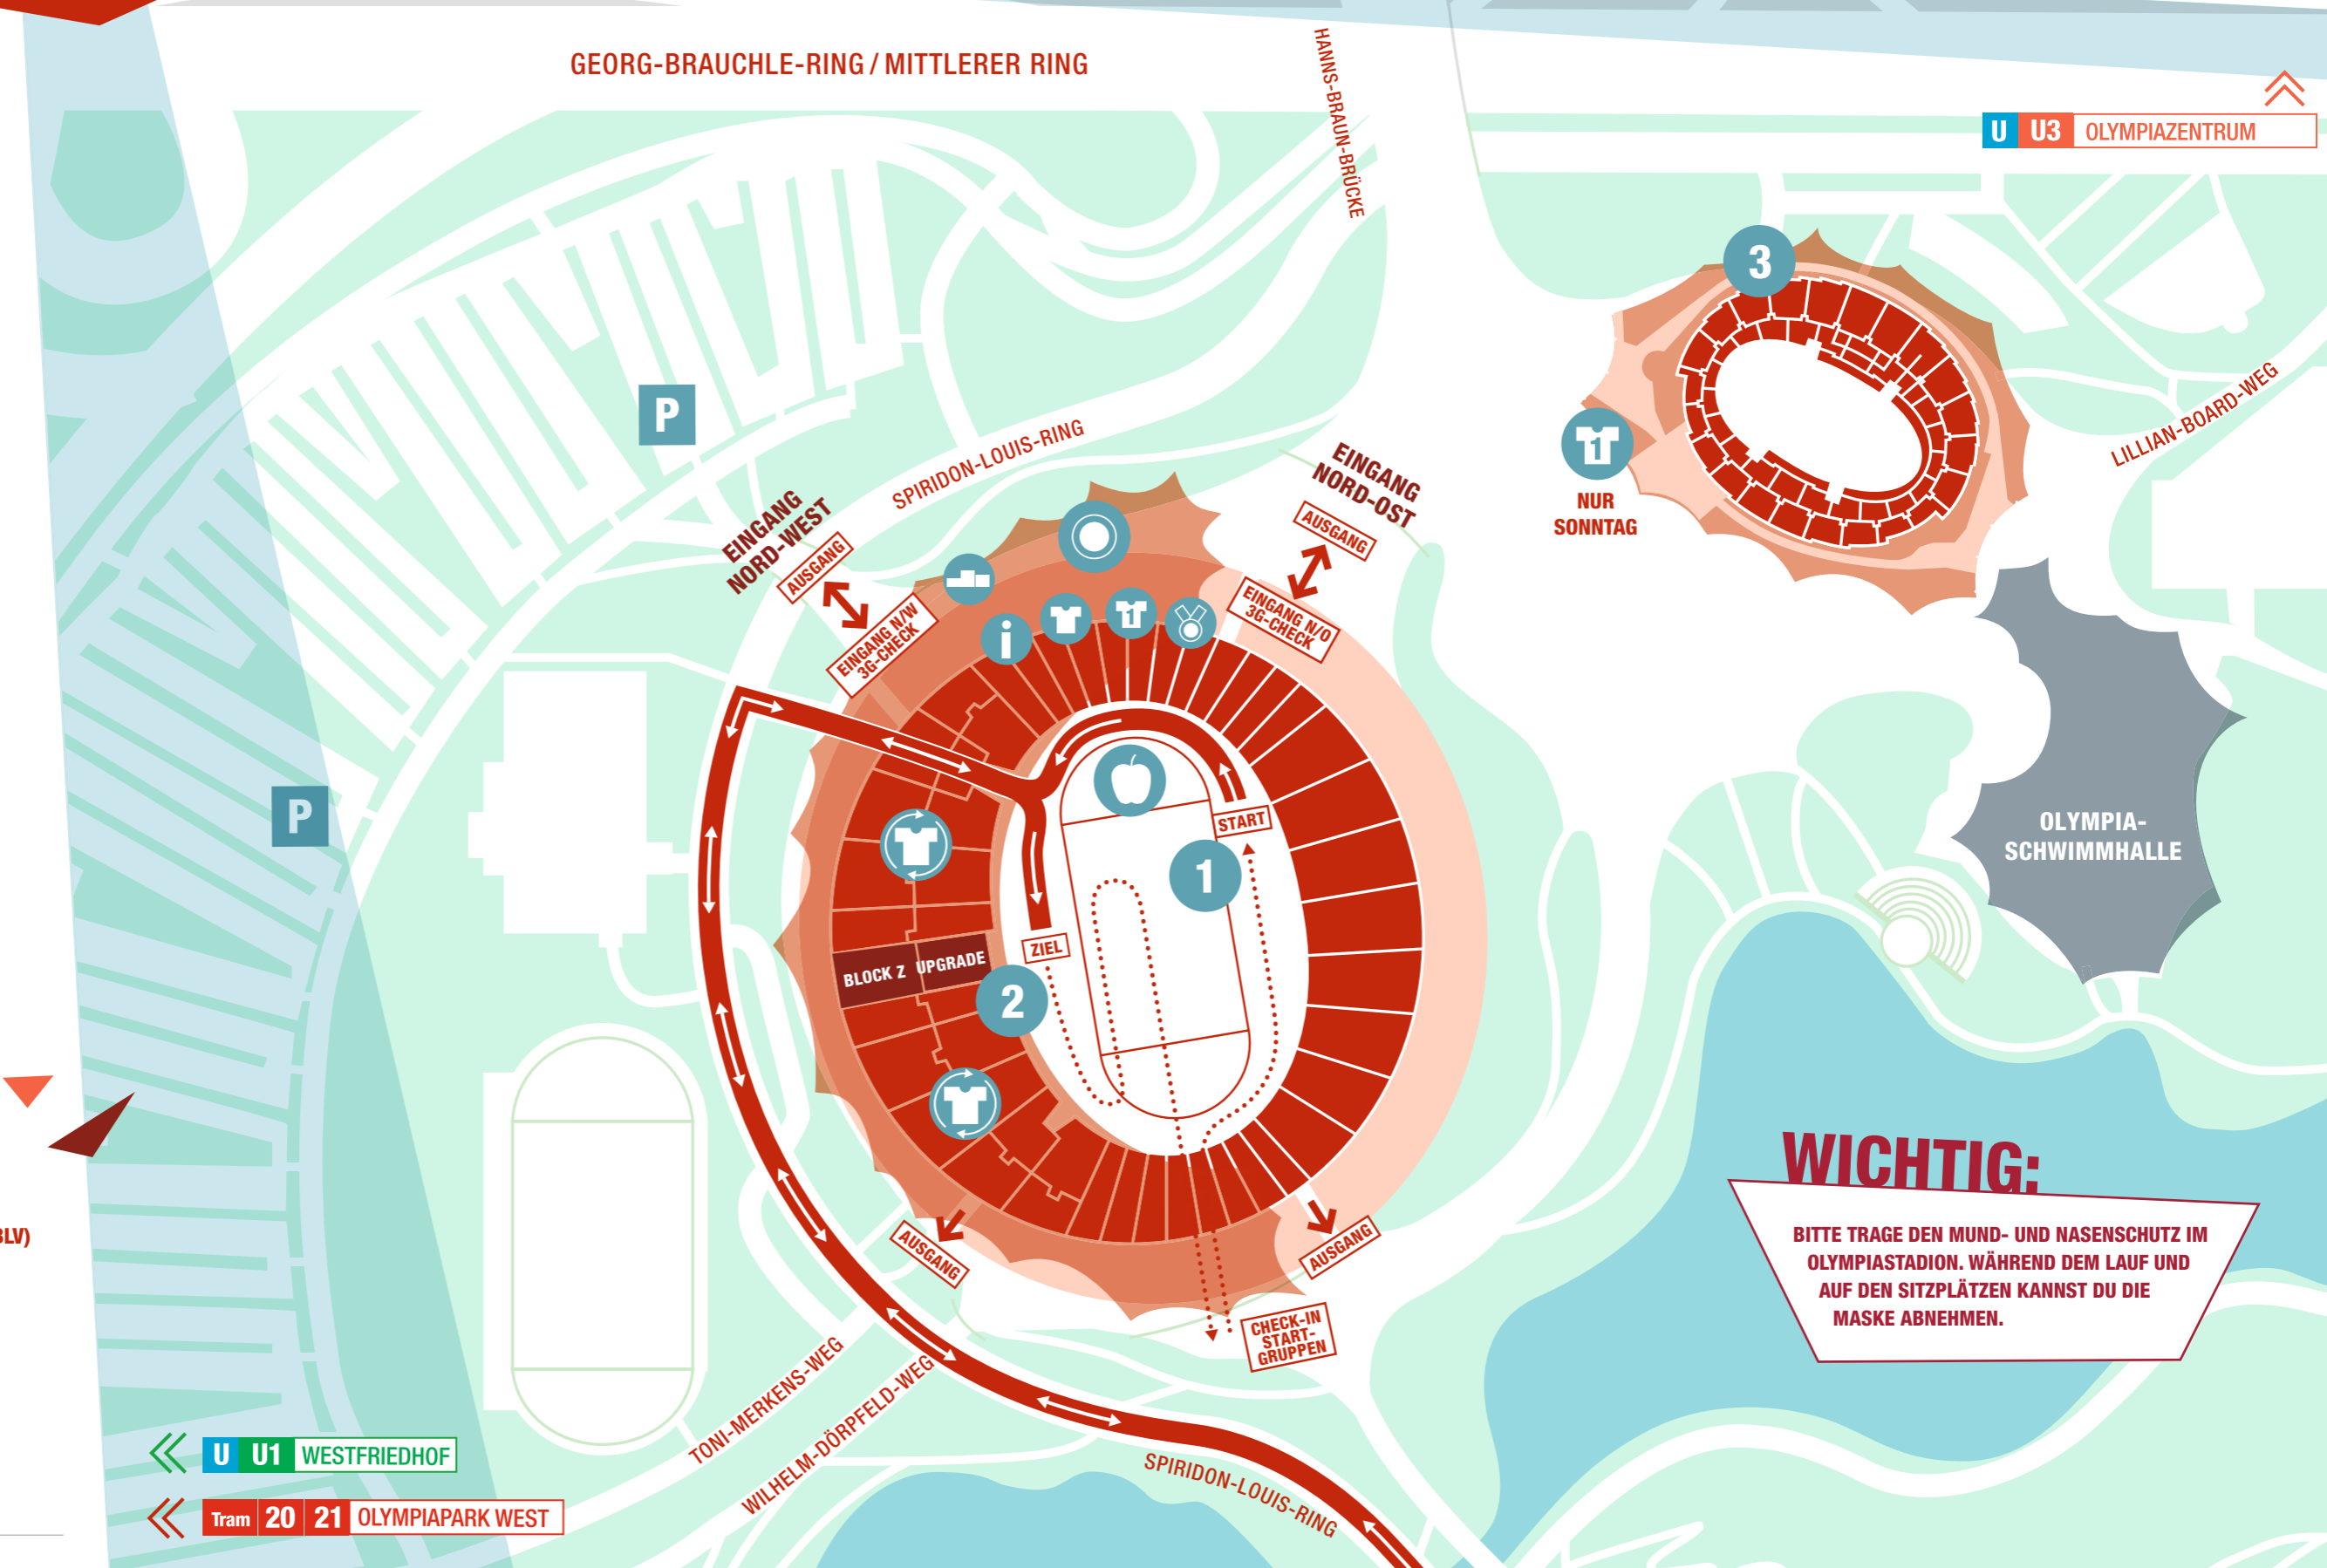 GEORG-BRAUCHLE-RING / MITTLERER RING
HANNS-BRAUN-BRÜCKE
U U3 OLYMPIAZENTRUM
3
LILLIAN-BOARD-WEG
P
SPIRIDON-LOUIS-RING
1
NUR
SONNTAG
EINGANG
NORD-WEST
AUSGANG
EINGANG N/W
3G-CHECK
EINGANG
NORD-OST
AUSGANG
EINGANG N/O
3G-CHECK
i
1
P
START
1
ZIEL
BLOCK Z UPGRADE
2
OLYMPIA-
SCHWIMMHALLE
AUSGANG
AUSGANG
CHECK-IN
START-
GRUPPEN
WICHTIG:
BITTE TRAGE DEN MUND- UND NASENSCHUTZ IM
OLYMPIASTADION. WÄHREND DEM LAUF UND
AUF DEN SITZPLÄTZEN KANNST DU DIE
MASKE ABNEHMEN.
BLV)
TONI-MERKENS-WEG
WILHELM-DÖRPFELD-WEG
SPIRIDON-LOUIS-RING
U U1 WESTFRIEDHOF
Tram 20 21 OLYMPIAPARK WEST